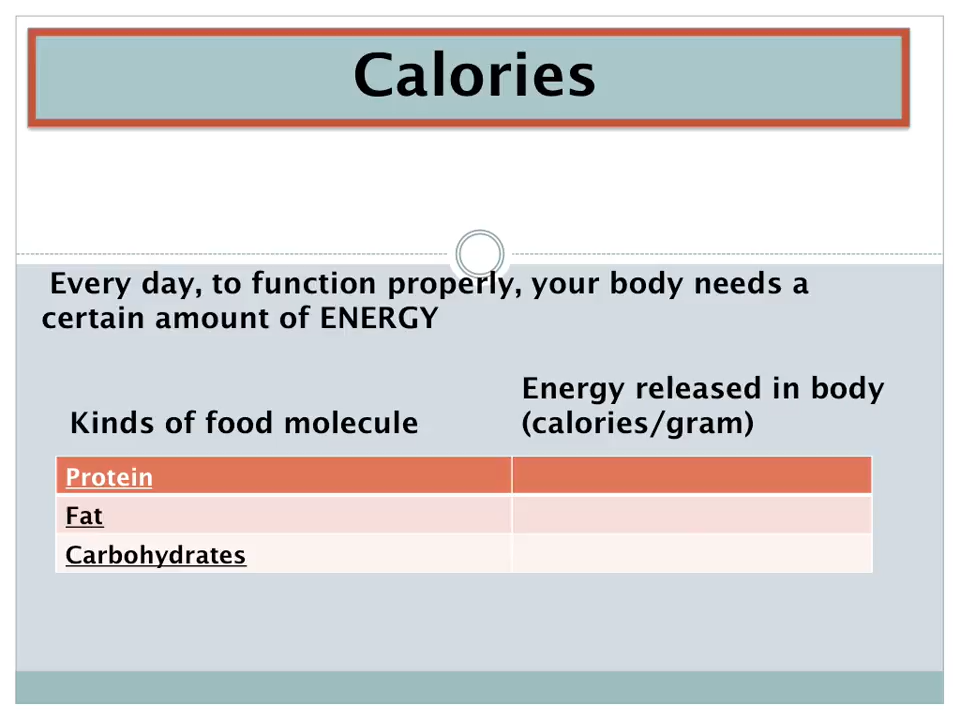 Calories
Every day, to function properly, your body needs a
certain amount of ENERGY
Kinds of food molecule
Energy released in body
(calories/gram)
Protein
Fat
Carbohydrates